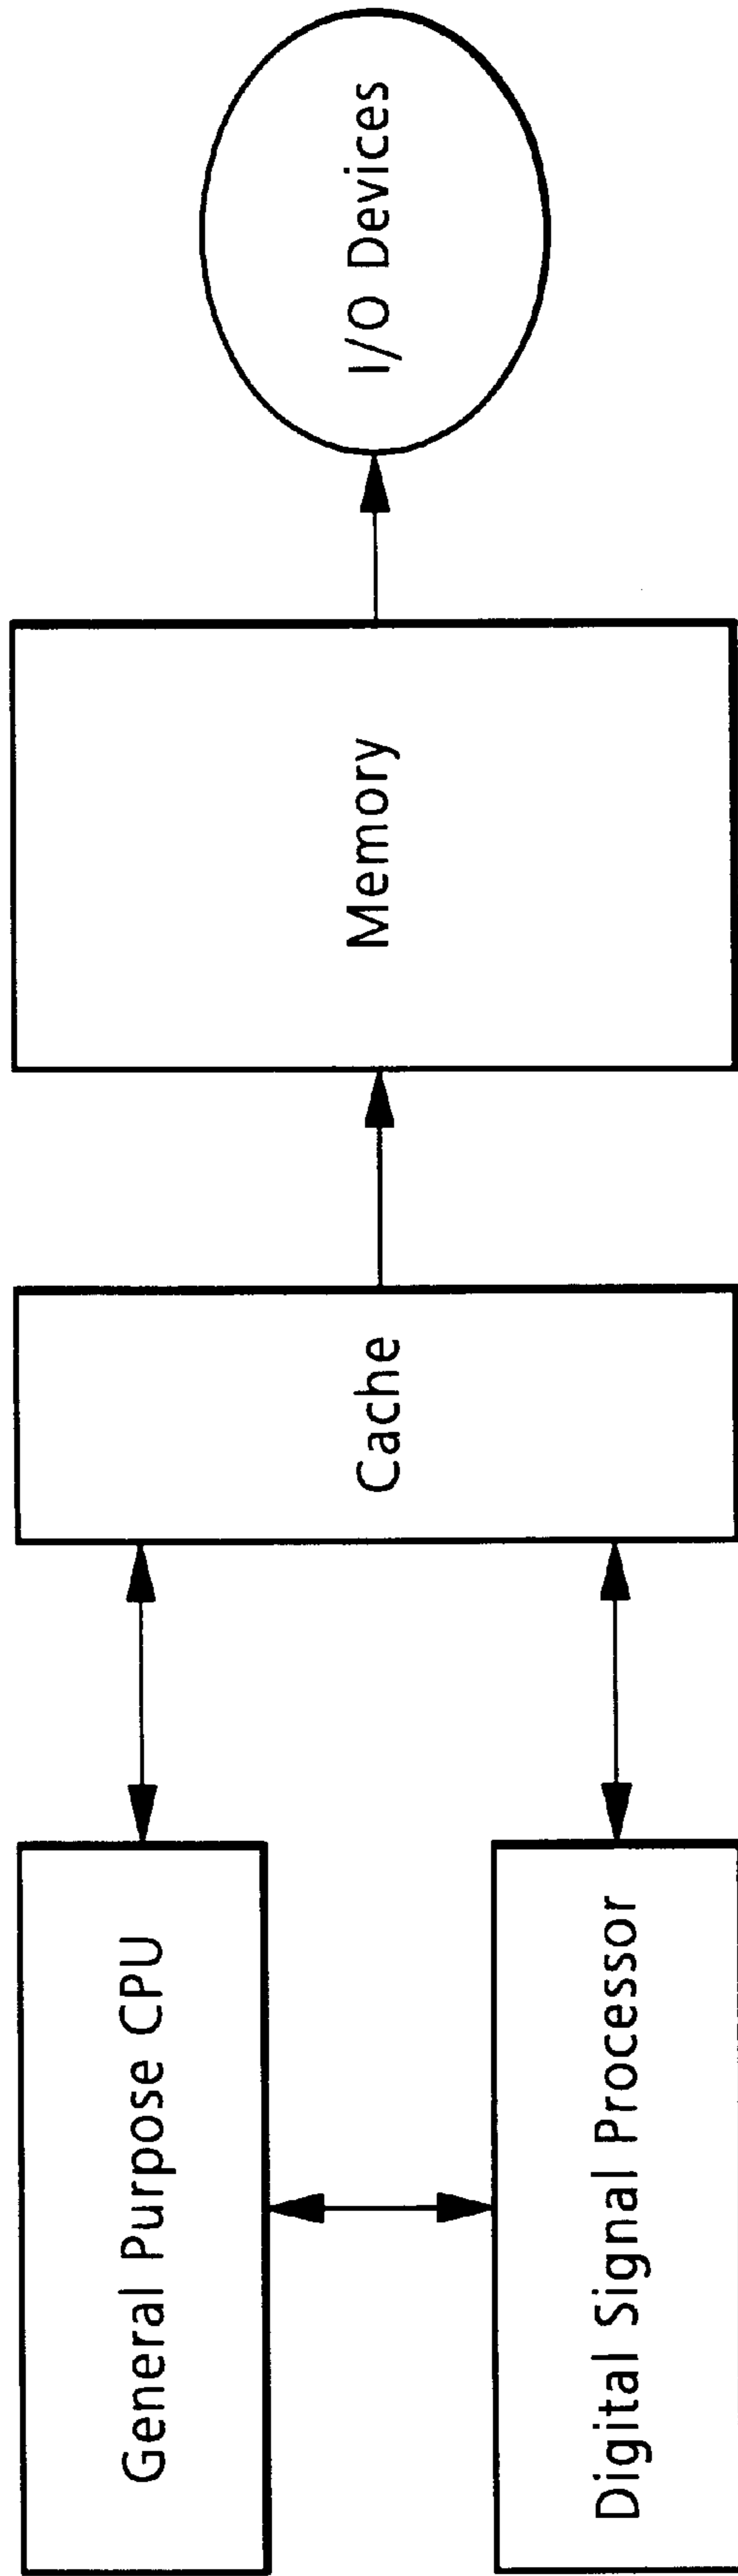 General Purpose CPU
Digital Signal Processor
Cache
Memory
I/O Devices